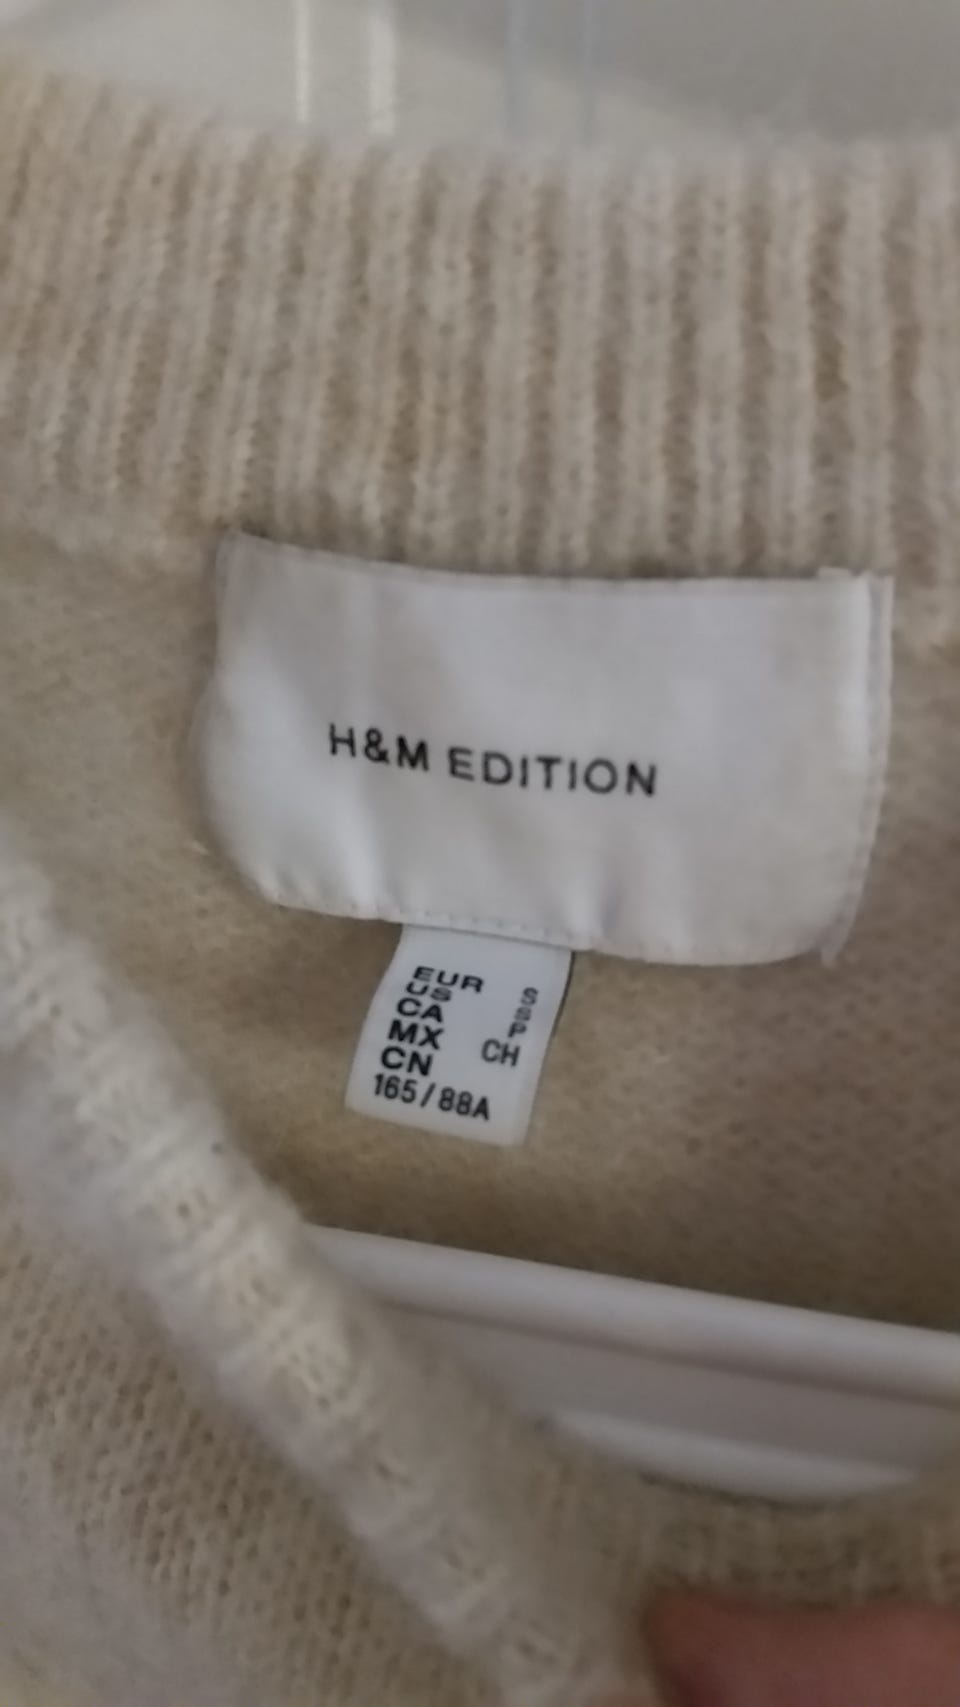 H&M EDITION
EUR S
US S
CA P
MX CH
CN
165/88A